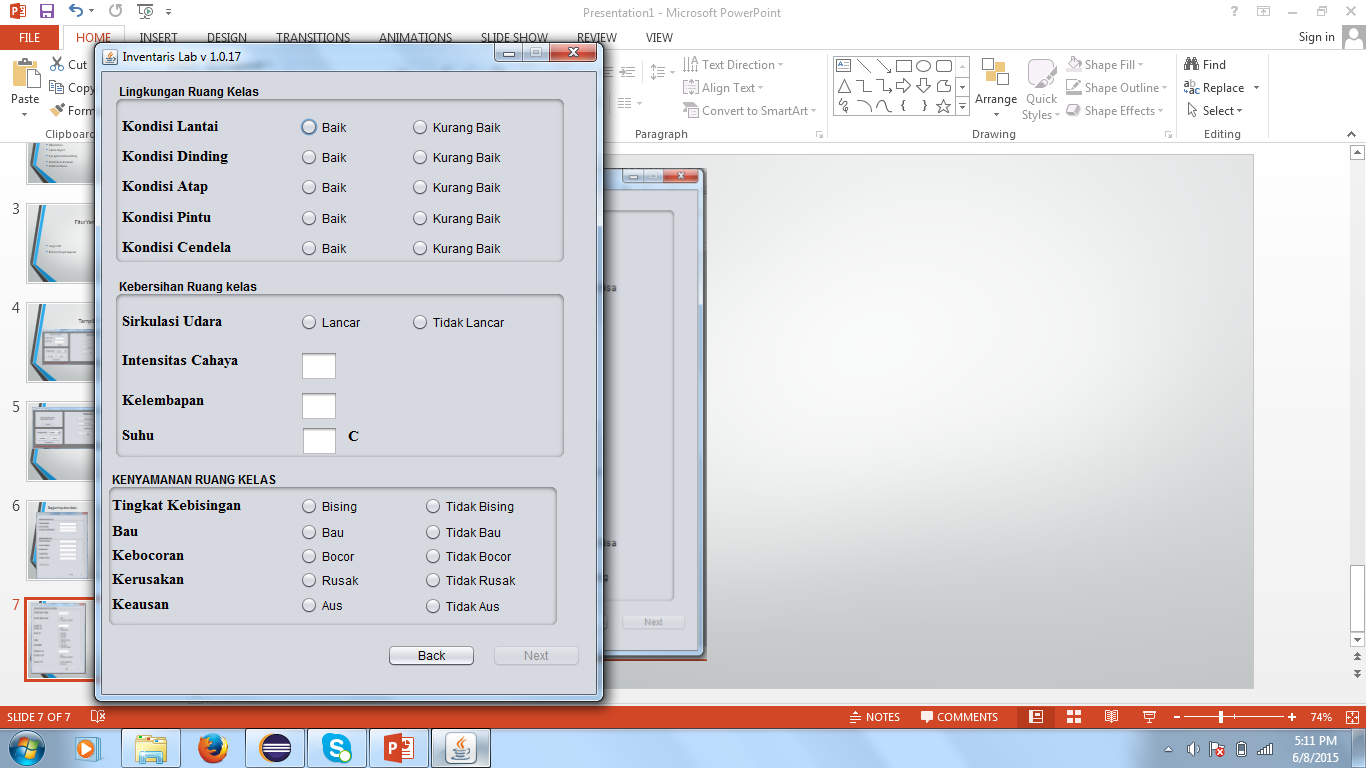 Presentation1 - Microsoft PowerPoint
FILE HOME INSERT DESIGN TRANSITIONS ANIMATIONS SLIDE SHOW REVIEW VIEW Sign in
Paste
Cut
Copy
Form
Clipboard
Text Direction
Align Text
Convert to SmartArt
Paragraph
Arrange
Quick
Styles
Shape Fill
Shape Outline
Shape Effects
Drawing
Find
Replace
Select
Editing
Inventaris Lab v 1.0.17
Lingkungan Ruang Kelas
Kondisi Lantai Baik Kurang Baik
Kondisi Dinding Baik Kurang Baik
Kondisi Atap Baik Kurang Baik
Kondisi Pintu Baik Kurang Baik
Kondisi Cendela Baik Kurang Baik
Kebersihan Ruang kelas
Sirkulasi Udara Lancar Tidak Lancar
Intensitas Cahaya
Kelembapan
Suhu C
KENYAMANAN RUANG KELAS
Tingkat Kebisingan Bising Tidak Bising
Bau Bau Tidak Bau
Kebocoran Bocor Tidak Bocor
Kerusakan Rusak Tidak Rusak
Keausan Aus Tidak Aus
Back Next
Next
3
4
5
6
7
SLIDE 7 OF 7 NOTES COMMENTS 74%
5:11 PM
6/8/2015